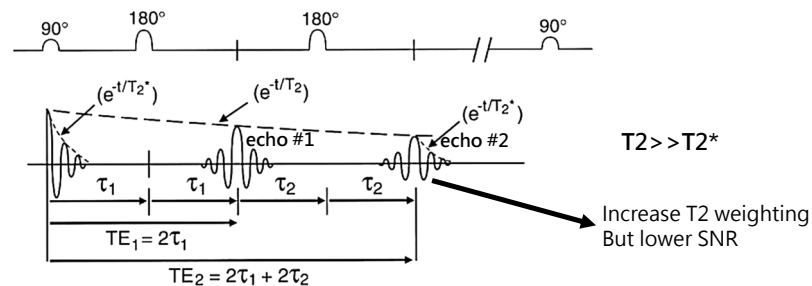 90°
180°
180°
90°
(e⁻ᵗ/ᵀ²*)
(e⁻ᵗ/ᵀ²)
(e⁻ᵗ/ᵀ²*)
echo #1
echo #2
T2>>T2*
τ₁
τ₁
τ₂
τ₂
TE₁ = 2τ₁
TE₂ = 2τ₁ + 2τ₂
Increase T2 weighting
But lower SNR